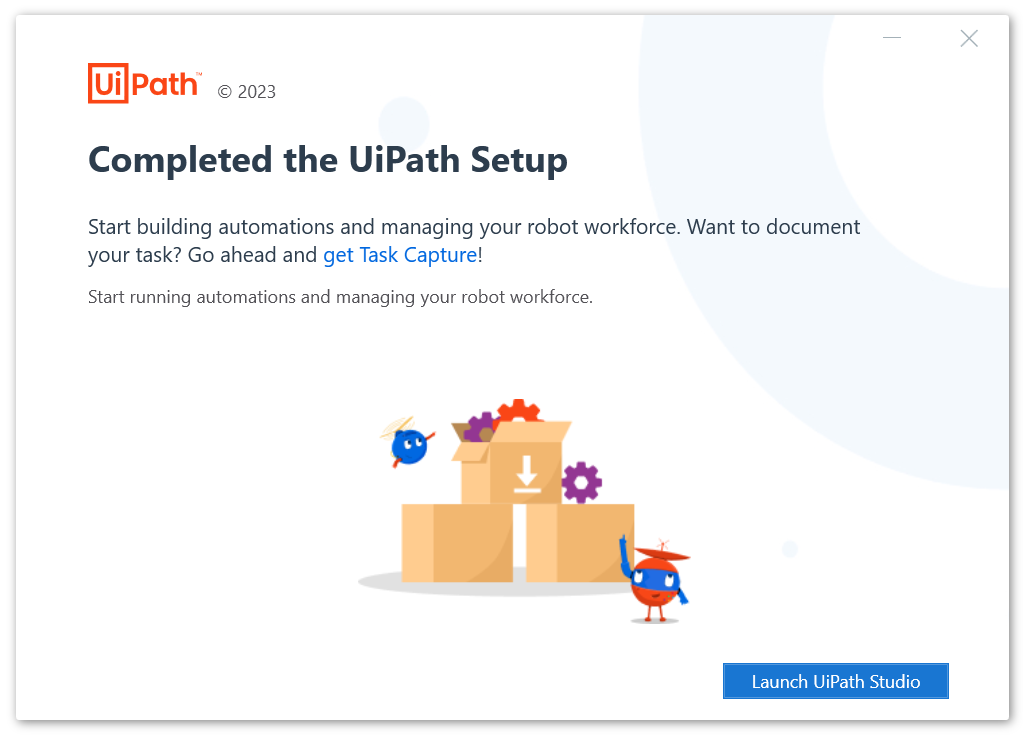 UiPath™ © 2023
Completed the UiPath Setup
Start building automations and managing your robot workforce. Want to document
your task? Go ahead and get Task Capture!
Start running automations and managing your robot workforce.
Launch UiPath Studio